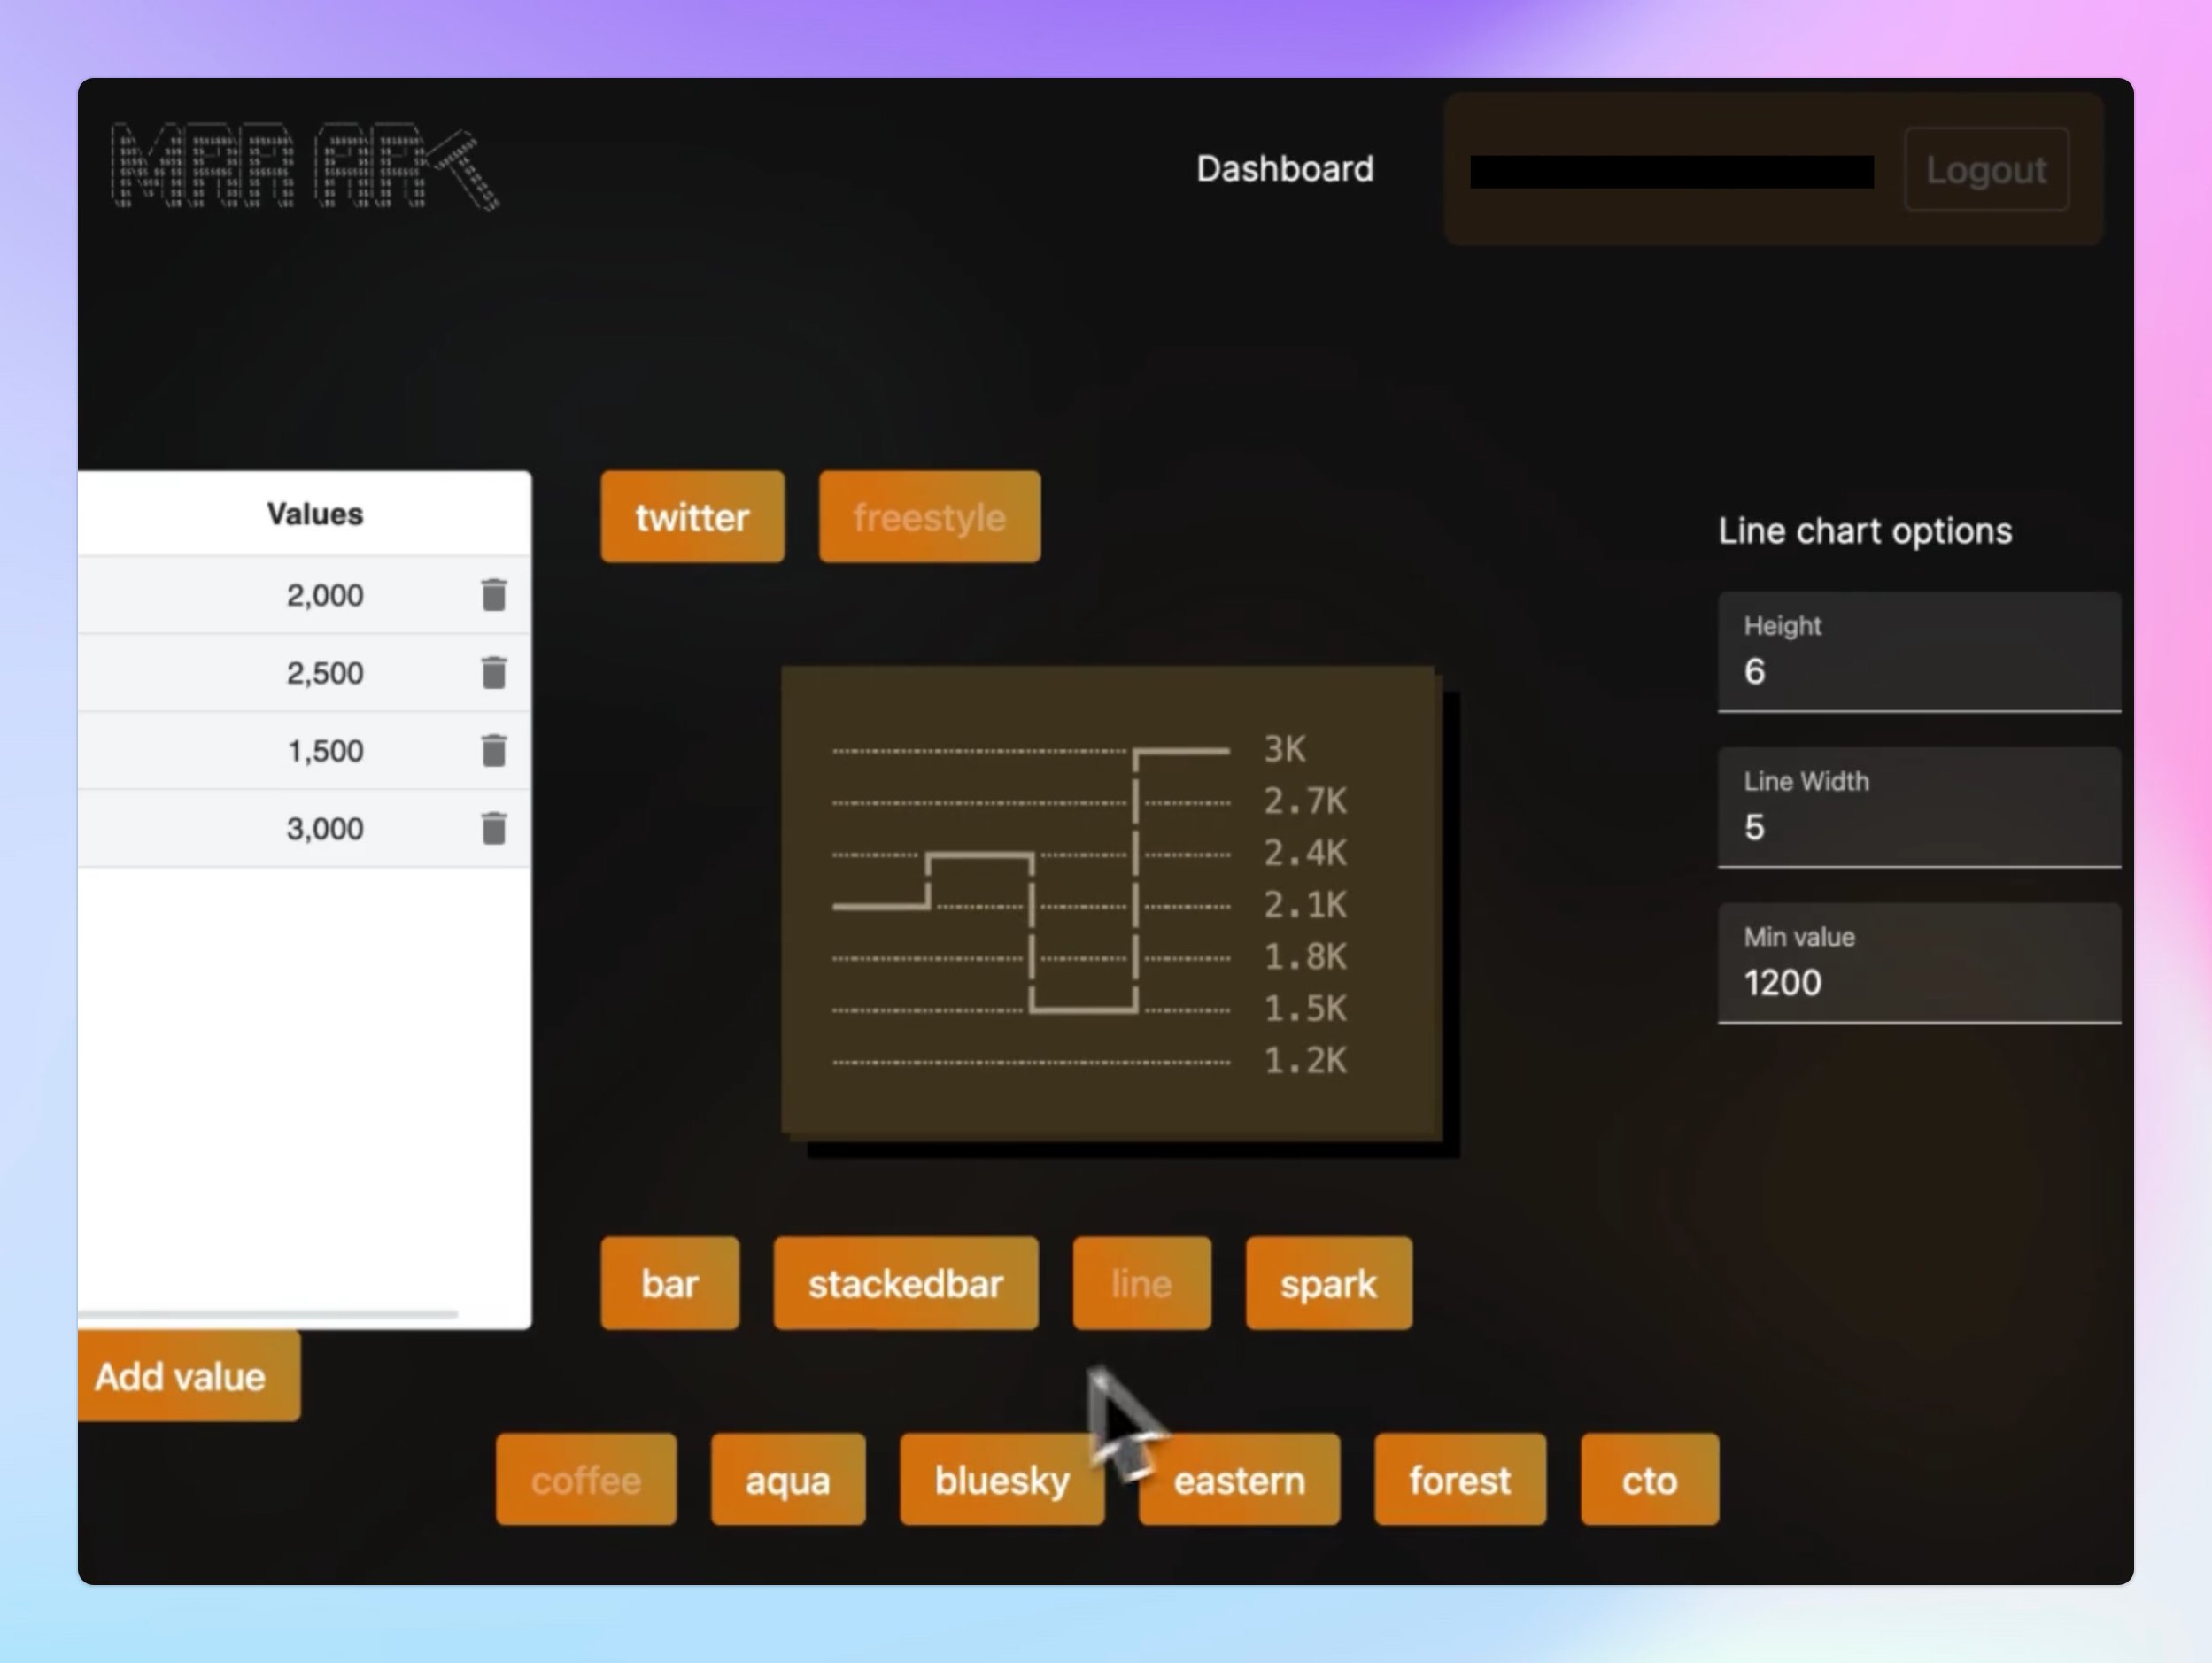 Dashboard
Logout
Values
2,000
2,500
1,500
3,000
Add value
twitter freestyle
3K
2.7K
2.4K
2.1K
1.8K
1.5K
1.2K
Line chart options
Height
6
Line Width
5
Min value
1200
bar stackedbar line spark
coffee aqua bluesky eastern forest cto